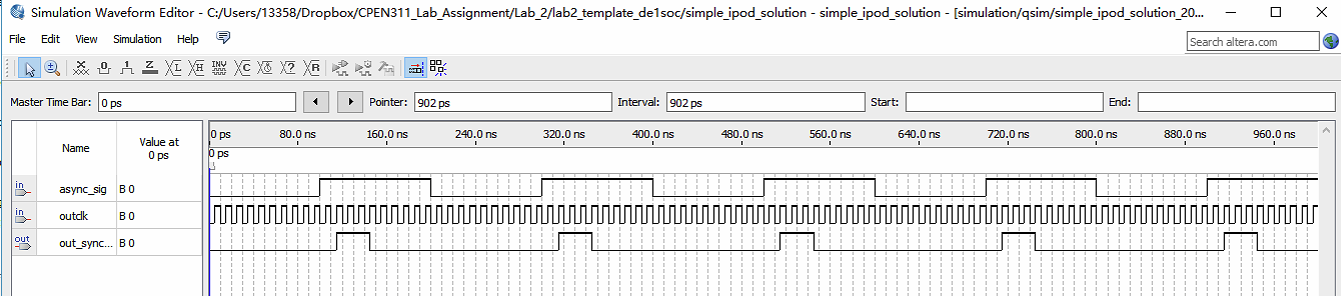 Simulation Waveform Editor - C:/Users/13358/Dropbox/CPEN311_Lab_Assignment/Lab_2/lab2_template_de1soc/simple_ipod_solution - simple_ipod_solution - [simulation/qsim/simple_ipod_solution_20...
File Edit View Simulation Help
Search altera.com
Master Time Bar: 0 ps Pointer: 902 ps Interval: 902 ps Start: End:
Name Value at 0 ps
0 ps 80.0 ns 160.0 ns 240.0 ns 320.0 ns 400.0 ns 480.0 ns 560.0 ns 640.0 ns 720.0 ns 800.0 ns 880.0 ns 960.0 ns
0 ps
in async_sig B 0
in outclk B 0
out out_sync... B 0